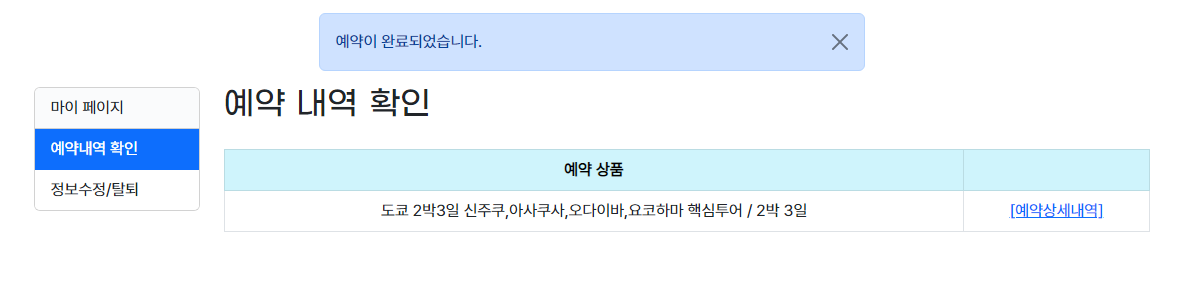 예약이 완료되었습니다.
마이 페이지
예약내역 확인
정보수정/탈퇴
예약 내역 확인
예약 상품
도쿄 2박3일 신주쿠,아사쿠사,오다이바,요코하마 핵심투어 / 2박 3일
[예약상세내역]